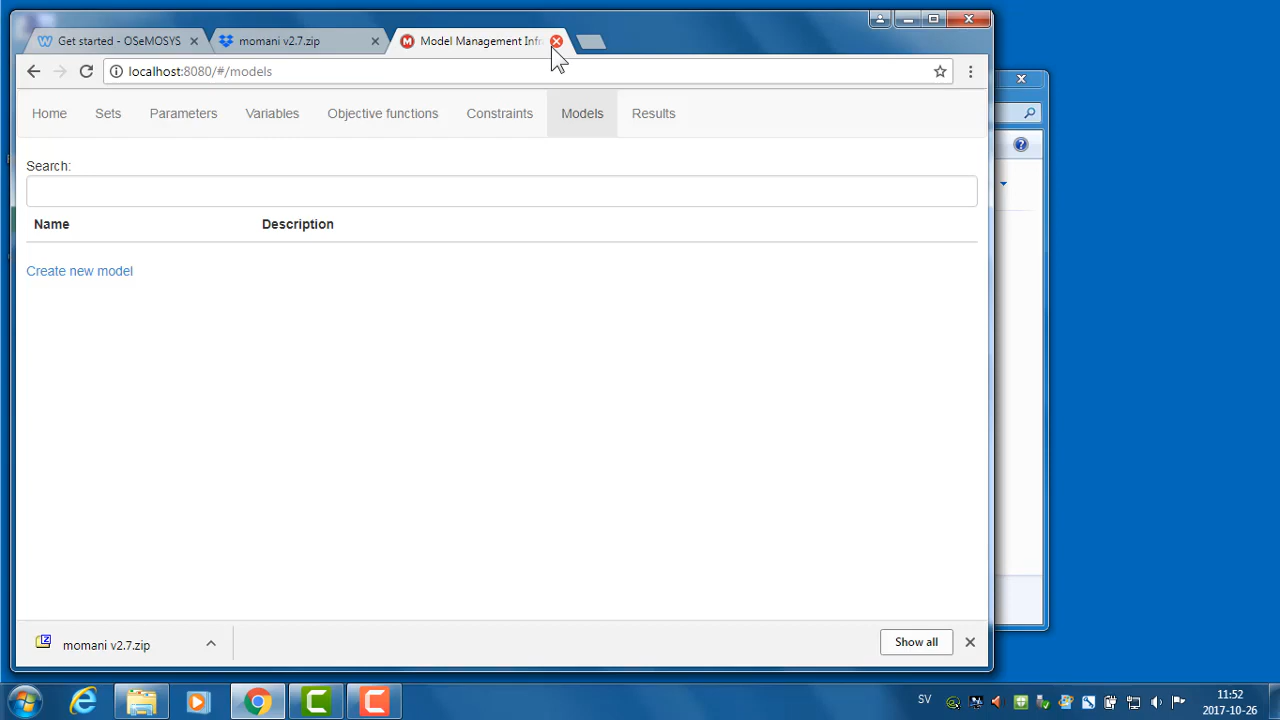 Get started - OSeMOSYS
momani v2.7.zip
Model Management Infr
localhost:8080/#/models
Home
Sets
Parameters
Variables
Objective functions
Constraints
Models
Results
Search:
Name
Description
Create new model
momani v2.7.zip
Show all
SV
11:52
2017-10-26